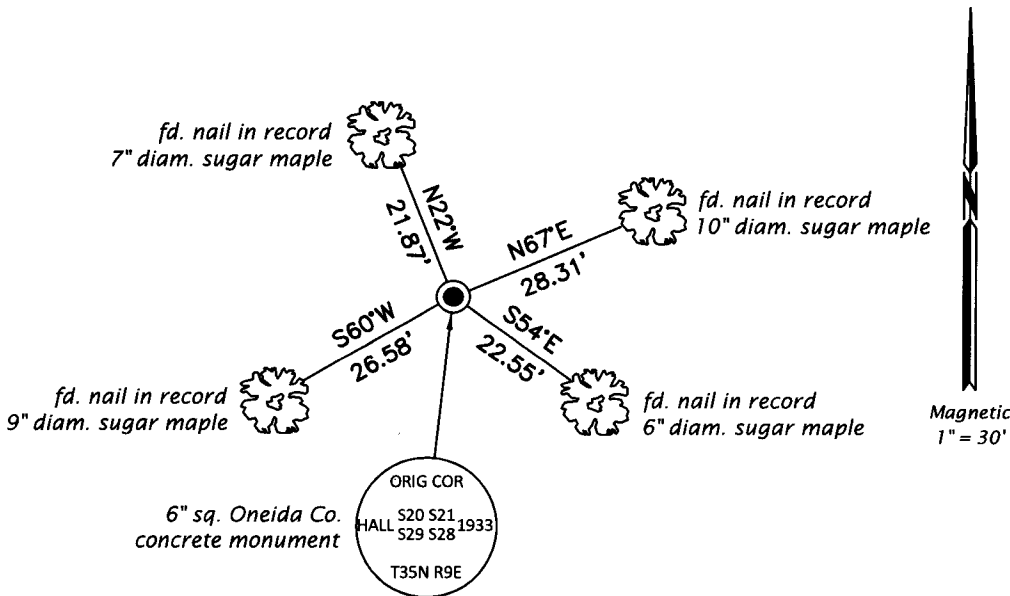 fd. nail in record
7" diam. sugar maple
N22°W
21.87'
fd. nail in record
10" diam. sugar maple
N67°E
28.31'
S60°W
26.58'
S54°E
22.55'
fd. nail in record
9" diam. sugar maple
fd. nail in record
6" diam. sugar maple
N
Magnetic
1" = 30'
6" sq. Oneida Co.
concrete monument
ORIG COR
HALL S20 S21 1933
S29 S28
T35N R9E